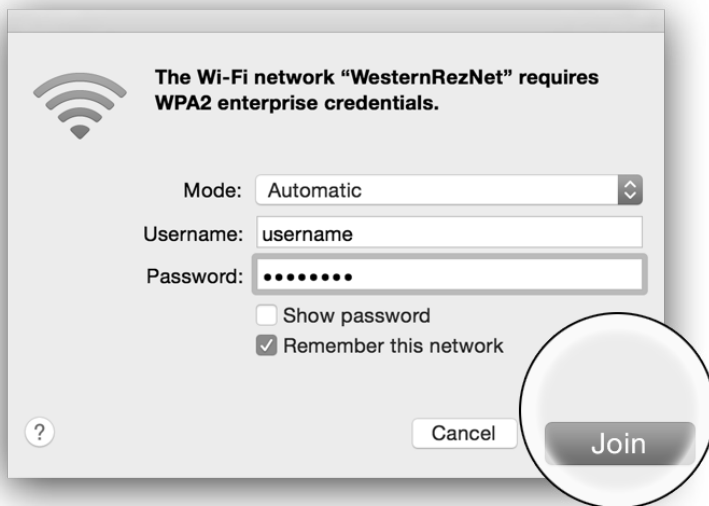 The Wi-Fi network “WesternRezNet” requires
WPA2 enterprise credentials.
Mode: Automatic
Username: username
Password: ••••••••
Show password
Remember this network
? Cancel Join